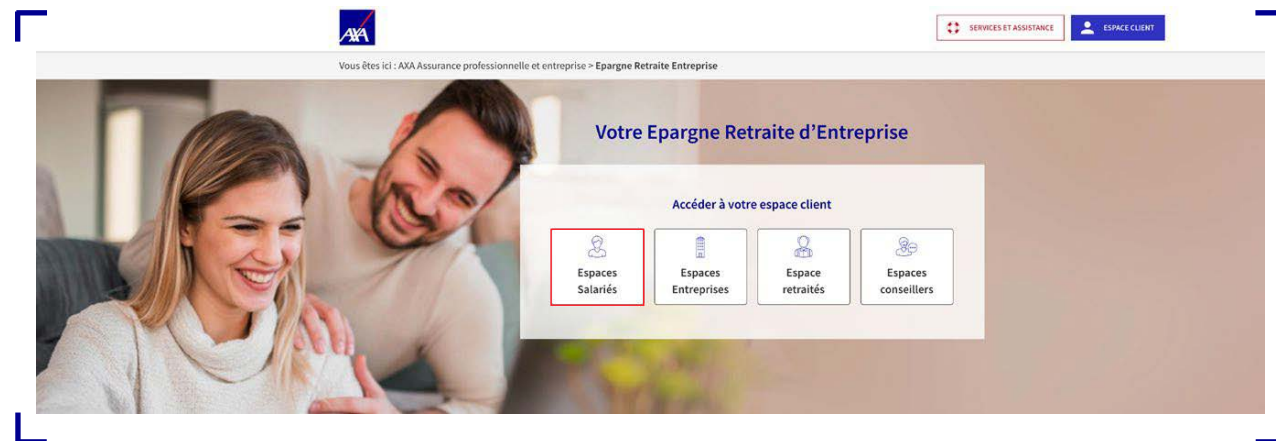 AXA
SERVICES ET ASSISTANCE
ESPACE CLIENT
Vous êtes ici : AXA Assurance professionnelle et entreprise > Epargne Retraite Entreprise
Votre Epargne Retraite d'Entreprise
Accéder à votre espace client
Espaces
Salariés
Espaces
Entreprises
Espace
retraités
Espaces
conseillers